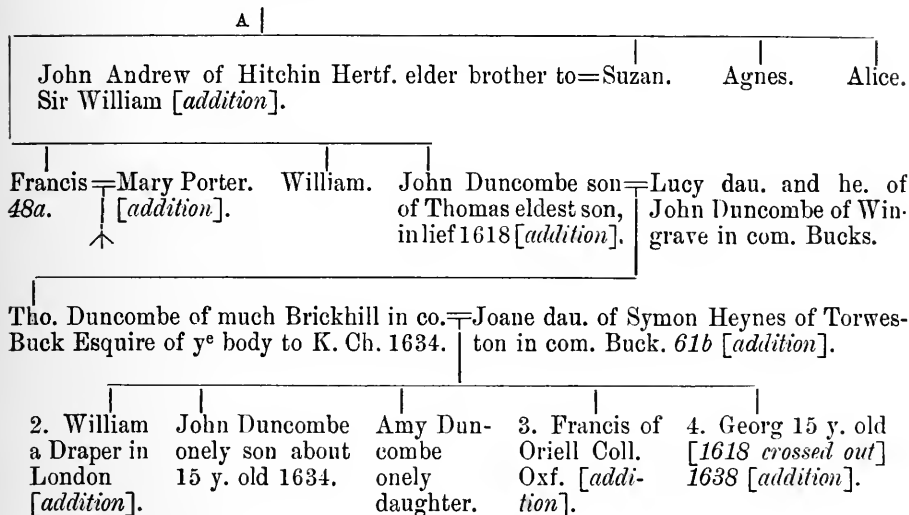 A
John Andrew of Hitchin Hertf. elder brother to=Suzan. Agnes. Alice.
Sir William [addition].
Francis=Mary Porter. William. John Duncombe son=Lucy dau. and he. of
48a. [addition]. of Thomas eldest son, John Duncombe of Win-
in lief 1618 [addition]. grave in com. Bucks.
Tho. Duncombe of much Brickhill in co.=Joane dau. of Symon Heynes of Torwes-
Buck Esquire of yᵉ body to K. Ch. 1634. ton in com. Buck. 61b [addition].
2. William John Duncombe Amy Dun- 3. Francis of 4. Georg 15 y. old
a Draper in onely son about combe Oriell Coll. [1618 crossed out]
London 15 y. old 1634. onely Oxf. [addi- 1638 [addition].
[addition]. daughter. tion].